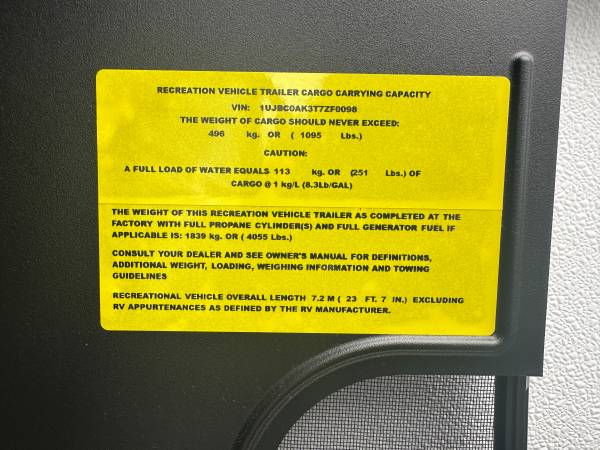 RECREATION VEHICLE TRAILER CARGO CARRYING CAPACITY
VIN: 1UJBC0AK3T7ZF0098
THE WEIGHT OF CARGO SHOULD NEVER EXCEED:
496 kg. OR ( 1095 Lbs.)
CAUTION:
A FULL LOAD OF WATER EQUALS 113 kg. OR (251 Lbs.) OF
CARGO @ 1 kg/L (8.3Lb/GAL)
THE WEIGHT OF THIS RECREATION VEHICLE TRAILER AS COMPLETED AT THE
FACTORY WITH FULL PROPANE CYLINDER(S) AND FULL GENERATOR FUEL IF
APPLICABLE IS: 1839 kg. OR ( 4055 Lbs.)
CONSULT YOUR DEALER AND SEE OWNER'S MANUAL FOR DEFINITIONS,
ADDITIONAL WEIGHT, LOADING, WEIGHING INFORMATION AND TOWING
GUIDELINES
RECREATIONAL VEHICLE OVERALL LENGTH 7.2 M ( 23 FT. 7 IN.) EXCLUDING
RV APPURTENANCES AS DEFINED BY THE RV MANUFACTURER.